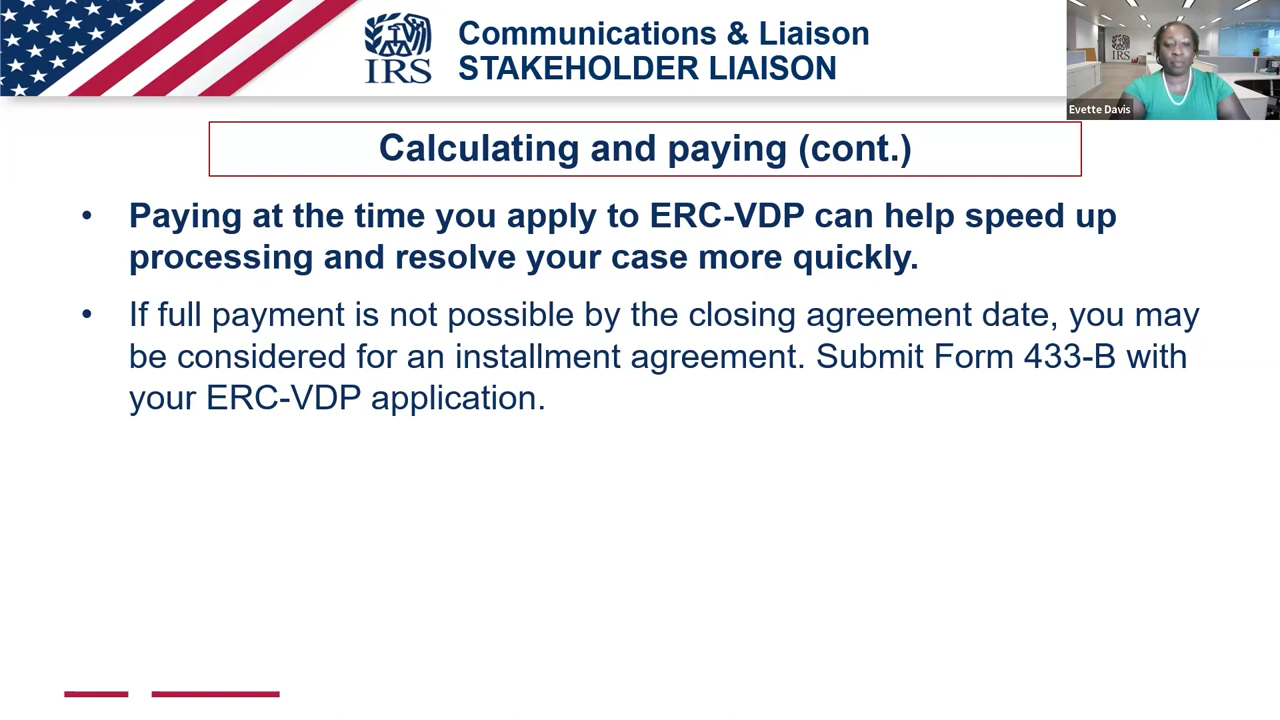 IRS
Communications & Liaison
STAKEHOLDER LIAISON
IRS
Evette Davis
Calculating and paying (cont.)
• Paying at the time you apply to ERC-VDP can help speed up
processing and resolve your case more quickly.
• If full payment is not possible by the closing agreement date, you may
be considered for an installment agreement. Submit Form 433-B with
your ERC-VDP application.